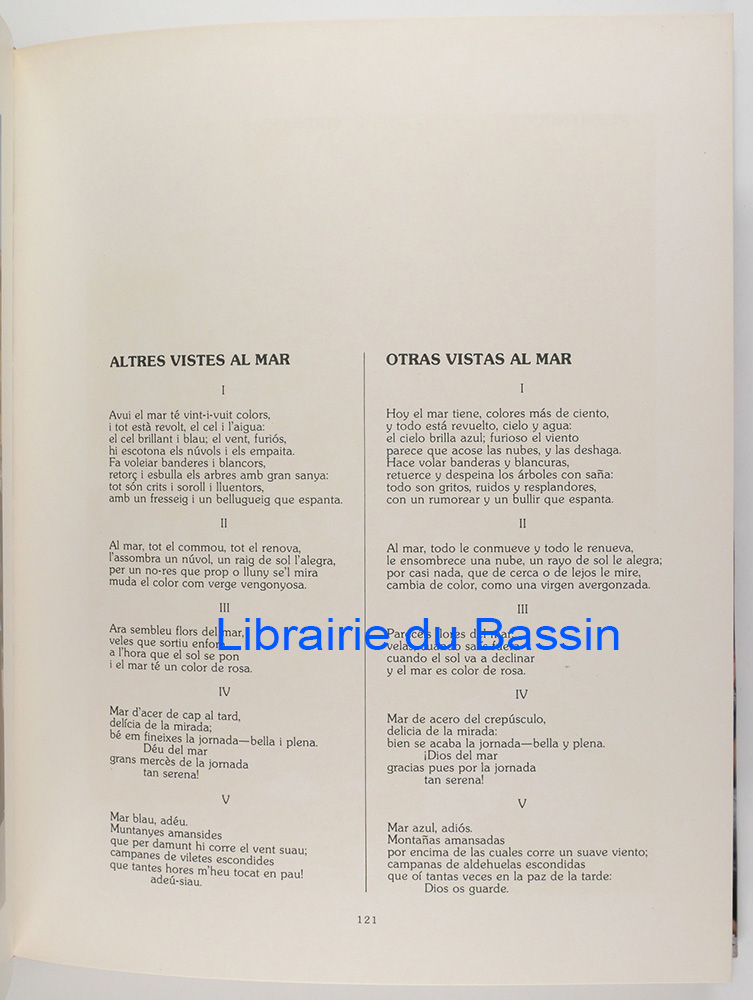 ALTRES VISTES AL MAR
I
Avui el mar té vint-i-vuit colors,
i tot està revolt, el cel i l'aigua:
el cel brillant i blau; el vent, furiós,
hi escotona els núvols i els empaita.
Fa voleiar banderes i blancors,
retorç i esbulla els arbres amb gran sanya:
tot són crits i soroll i lluentors,
amb un fresseig i un bellugueig que espanta.
II
Al mar, tot el commou, tot el renova,
l'assombra un núvol, un raig de sol l'alegra,
per un no-res que prop o lluny se'l mira
muda el color com verge vengonyosa.
III
Ara sembleu flors del mar,
veles que sortiu enfora
a l'hora que el sol se pon
i el mar té un color de rosa.
IV
Mar d'acer de cap al tard,
delícia de la mirada;
bé em fineixes la jornada—bella i plena.
Déu del mar
grans mercès de la jornada
tan serena!
V
Mar blau, adéu.
Muntanyes amansides
que per damunt hi corre el vent suau;
campanes de viletes escondides
que tantes hores m'heu tocat en pau!
adeú-siau.
OTRAS VISTAS AL MAR
I
Hoy el mar tiene, colores más de ciento,
y todo está revuelto, cielo y agua:
el cielo brilla azul; furioso el viento
parece que acose las nubes, y las deshaga.
Hace volar banderas y blancuras,
retuerce y despeina los árboles con saña:
todo son gritos, ruidos y resplandores,
con un rumorear y un bullir que espanta.
II
Al mar, todo le conmueve y todo le renueva,
le ensombrece una nube, un rayo de sol le alegra;
por casi nada, que de cerca o de lejos le mire,
cambia de color, como una virgen avergonzada.
III
Parecéis flores del mar,
velas, cuando salís fuera
cuando el sol va a declinar
y el mar es color de rosa.
IV
Mar de acero del crepúsculo,
delicia de la mirada:
bien se acaba la jornada—bella y plena.
¡Dios del mar
gracias pues por la jornada
tan serena!
V
Mar azul, adiós.
Montañas amansadas
por encima de las cuales corre un suave viento;
campanas de aldehuelas escondidas
que oí tantas veces en la paz de la tarde:
Dios os guarde.
121
Librairie du Bassin